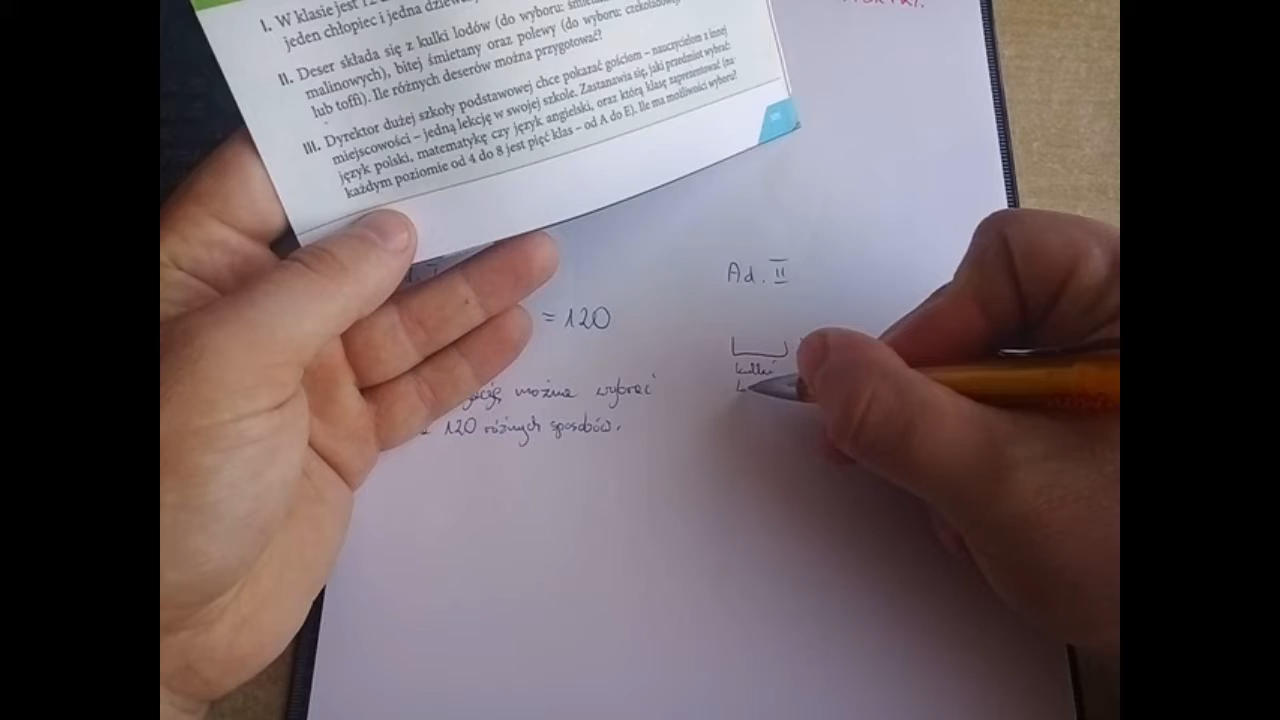 I. W klasie jest 12
jeden chłopiec i jedna
II. Deser składa się z kulki lodów (do wyboru:
malinowych), bitej śmietany oraz polewy (do wyboru: czekoladowej
lub toffi). Ile różnych deserów można przygotować?
III. Dyrektor dużej szkoły podstawowej chce pokazać gościom – nauczycielom z innej
miejscowości – jedną lekcję w swojej szkole. Zastanawia się, jaki przedmiot wybrać:
język polski, matematykę czy język angielski, oraz którą klasę zaprezentować (na
każdym poziomie od 4 do 8 jest pięć klas – od A do E). Ile ma możliwości wyboru?
Ad. II
= 120
kulki
można wybrać
120 różnych sposobów.